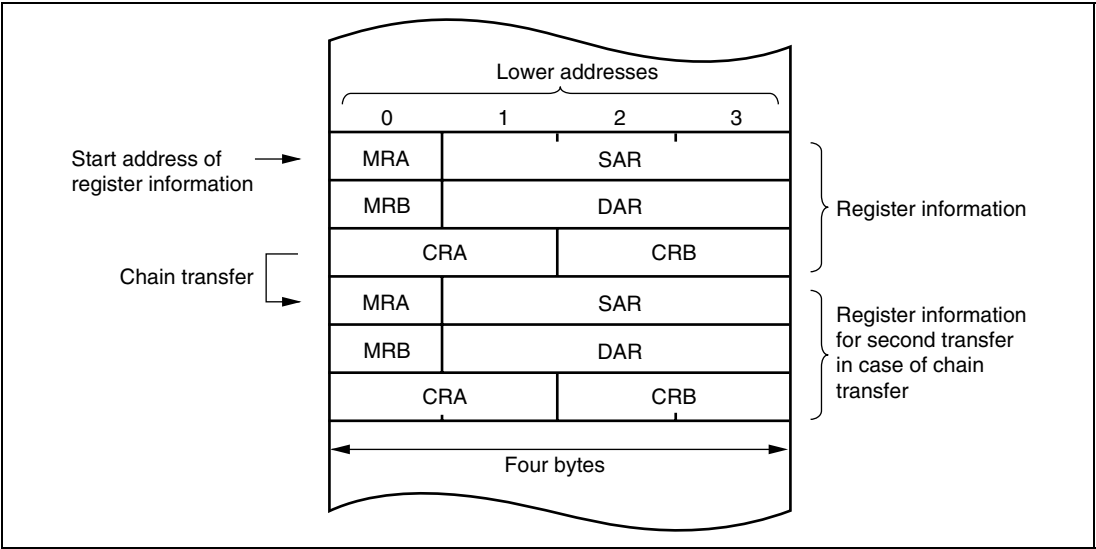 Lower addresses
0 1 2 3
Start address of
register information
MRA SAR
MRB DAR
CRA CRB
Register information
Chain transfer
MRA SAR
MRB DAR
CRA CRB
Register information
for second transfer
in case of chain
transfer
Four bytes